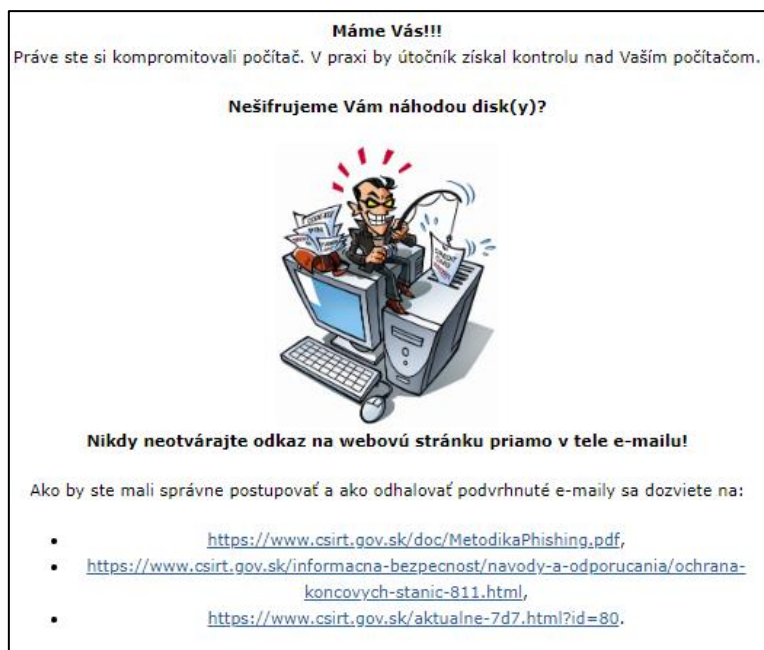 Máme Vás!!!
Práve ste si kompromitovali počítač. V praxi by útočník získal kontrolu nad Vaším počítačom.
Nešifrujeme Vám náhodou disk(y)?
Nikdy neotvárajte odkaz na webovú stránku priamo v tele e-mailu!
Ako by ste mali správne postupovať a ako odhalovať podvrhnuté e-maily sa dozviete na:
• https://www.csirt.gov.sk/doc/MetodikaPhishing.pdf,
• https://www.csirt.gov.sk/informacna-bezpecnost/navody-a-odporucania/ochrana-
koncovych-stanic-811.html,
• https://www.csirt.gov.sk/aktualne-7d7.html?id=80.